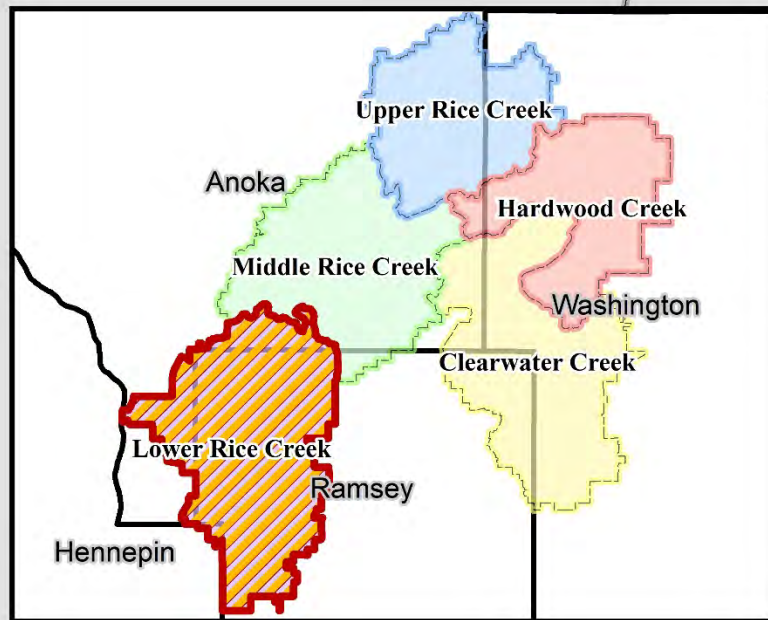 Upper Rice Creek
Anoka
Hardwood Creek
Middle Rice Creek
Washington
Clearwater Creek
Lower Rice Creek
Ramsey
Hennepin